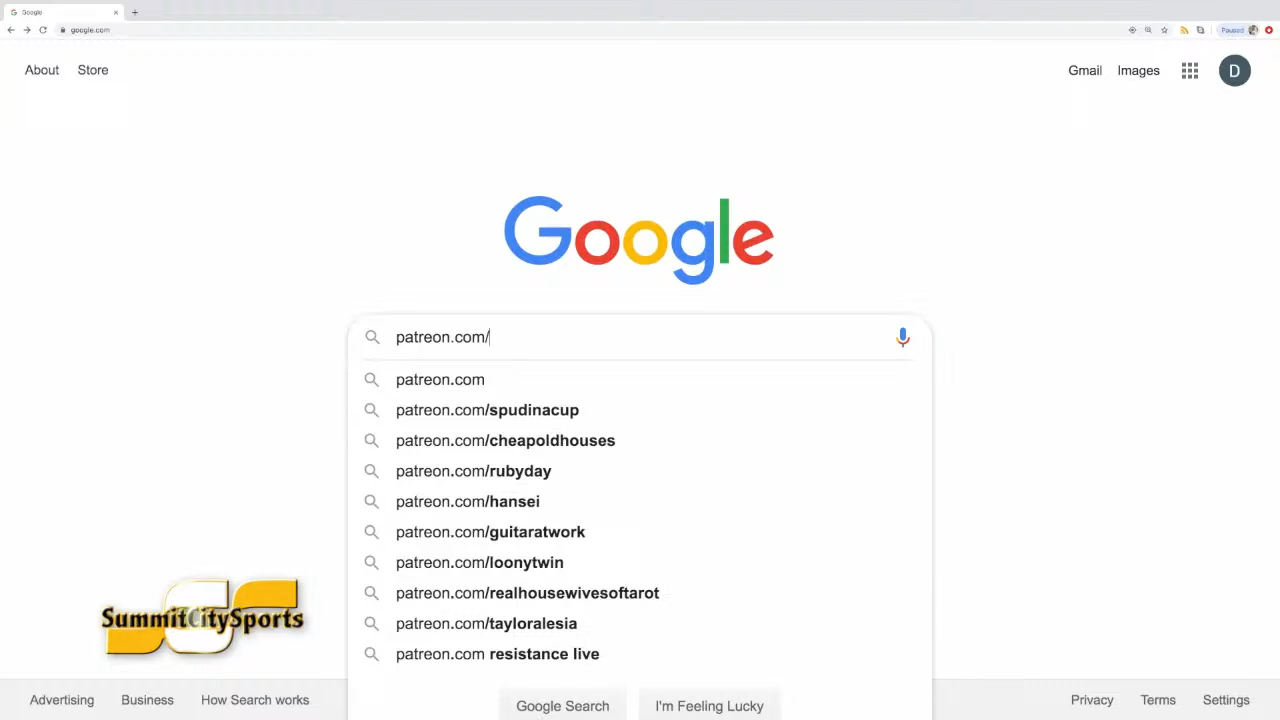 Google
google.com
Paused
About Store
Gmail Images
D
Google
patreon.com/
patreon.com
patreon.com/spudinacup
patreon.com/cheapoldhouses
patreon.com/rubyday
patreon.com/hansei
patreon.com/guitaratwork
patreon.com/loonytwin
patreon.com/realhousewivesoftarot
patreon.com/tayloralesia
patreon.com resistance live
SummitCitySports
Google Search I'm Feeling Lucky
Advertising Business How Search works
Privacy Terms Settings